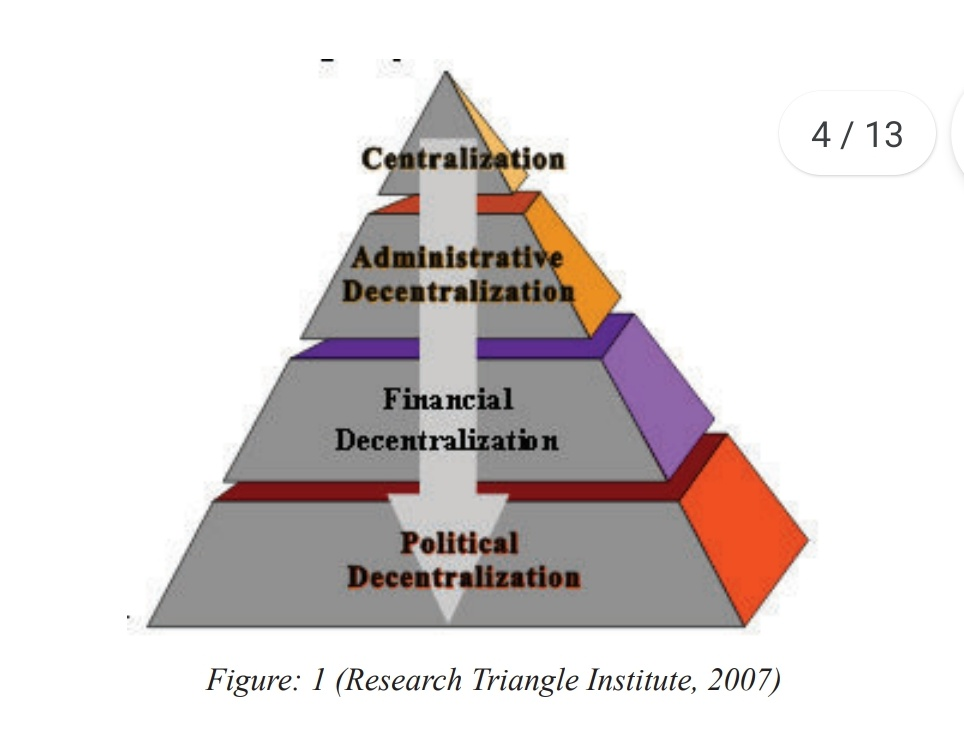 4 / 13
Centralization
Administrative
Decentralization
Financial
Decentralization
Political
Decentralization
Figure: 1 (Research Triangle Institute, 2007)